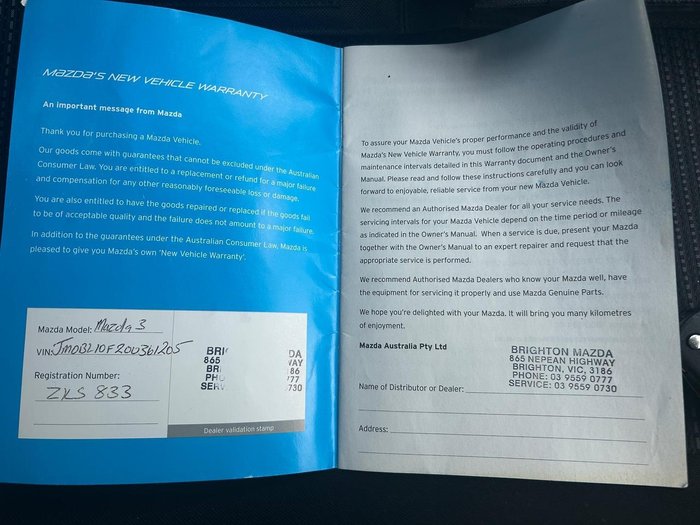 MAZDA'S NEW VEHICLE WARRANTY
An important message from Mazda
Thank you for purchasing a Mazda Vehicle.
Our goods come with guarantees that cannot be excluded under the Australian
Consumer Law. You are entitled to a replacement or refund for a major failure
and compensation for any other reasonably foreseeable loss or damage.
You are also entitled to have the goods repaired or replaced if the goods fail
to be of acceptable quality and the failure does not amount to a major failure.
In addition to the guarantees under the Australian Consumer Law, Mazda is
pleased to give you Mazda's own 'New Vehicle Warranty'.
Mazda Model: Mazda 3
VIN: JM0BL10F200361205
Registration Number:
ZKS 833
BRI DA
865 WAY
BRI 86
PHO 777
SERV 0730
Dealer validation stamp
To assure your Mazda Vehicle's proper performance and the validity of
Mazda's New Vehicle Warranty, you must follow the operating procedures and
maintenance intervals detailed in this Warranty document and the Owner's
Manual. Please read and follow these instructions carefully and you can look
forward to enjoyable, reliable service from your new Mazda Vehicle.
We recommend an Authorised Mazda Dealer for all your service needs. The
servicing intervals for your Mazda Vehicle depend on the time period or mileage
as indicated in the Owner's Manual. When a service is due, present your Mazda
together with the Owner's Manual to an expert repairer and request that the
appropriate service is performed.
We recommend Authorised Mazda Dealers who know your Mazda well, have
the equipment for servicing it properly and use Mazda Genuine Parts.
We hope you're delighted with your Mazda. It will bring you many kilometres
of enjoyment.
Mazda Australia Pty Ltd
BRIGHTON MAZDA
865 NEPEAN HIGHWAY
BRIGHTON, VIC, 3186
PHONE: 03 9559 0777
SERVICE: 03 9559 0730
Name of Distributor or Dealer:
Address: